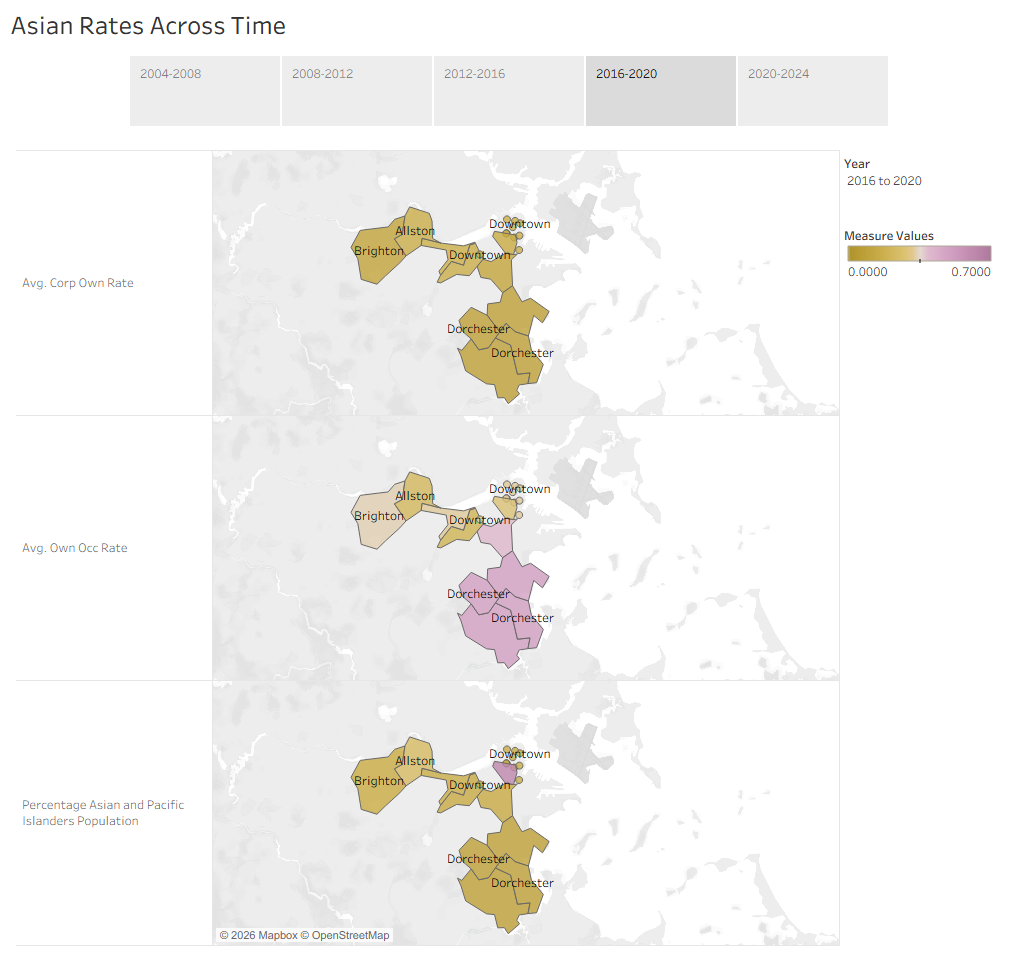 Asian Rates Across Time
2004-2008
2008-2012
2012-2016
2016-2020
2020-2024
Year
2016 to 2020
Measure Values
0.0000
0.7000
Avg. Corp Own Rate
Downtown
Allston
Brighton
Downtown
Dorchester
Dorchester
Avg. Own Occ Rate
Downtown
Allston
Brighton
Downtown
Dorchester
Dorchester
Percentage Asian and Pacific
Islanders Population
Downtown
Allston
Brighton
Downtown
Dorchester
Dorchester
© 2026 Mapbox © OpenStreetMap